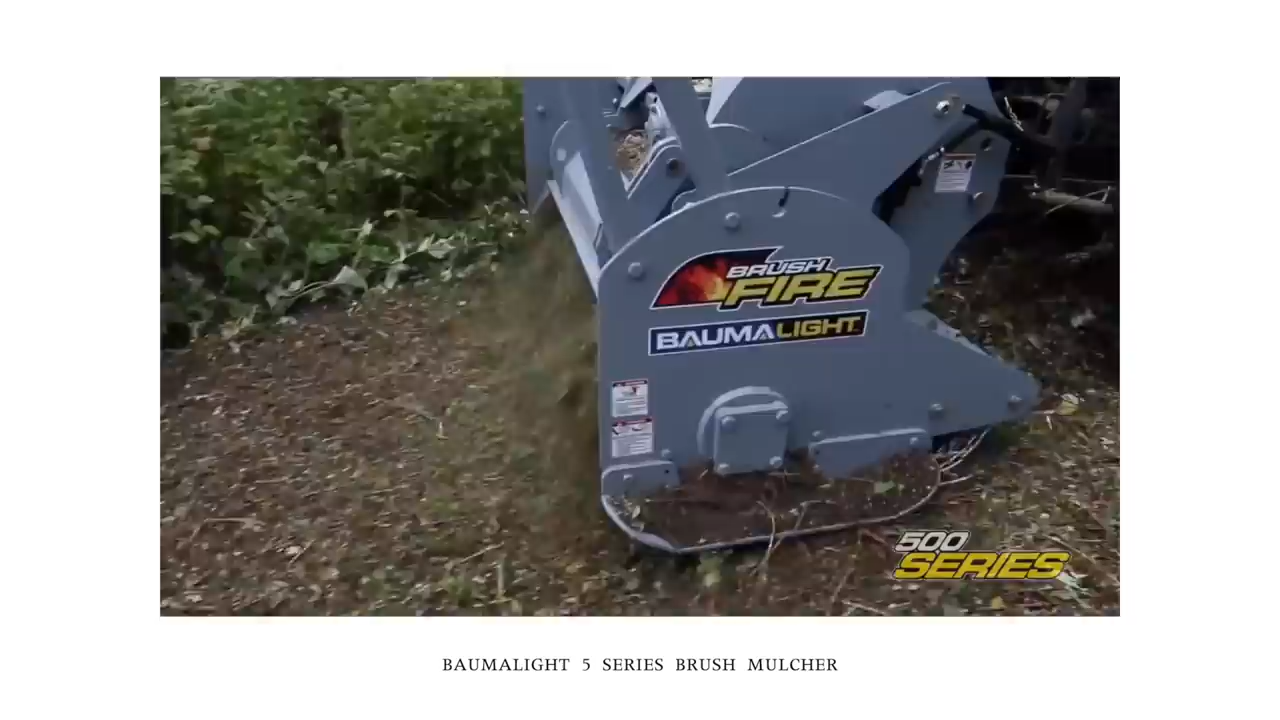 BRUSH
FIRE
BAUMALIGHT
500
SERIES
BAUMALIGHT 5 SERIES BRUSH MULCHER